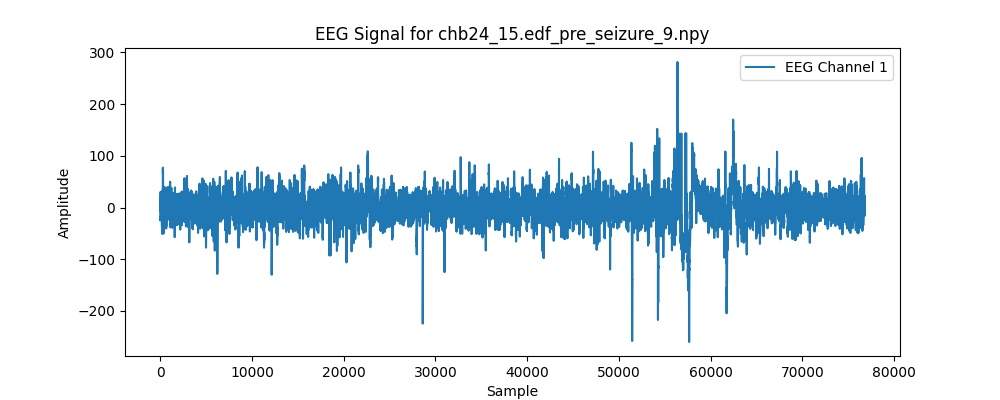 EEG Signal for chb24_15.edf_pre_seizure_9.npy
EEG Channel 1
300
200
100
0
−100
−200
Amplitude
0 10000 20000 30000 40000 50000 60000 70000 80000
Sample